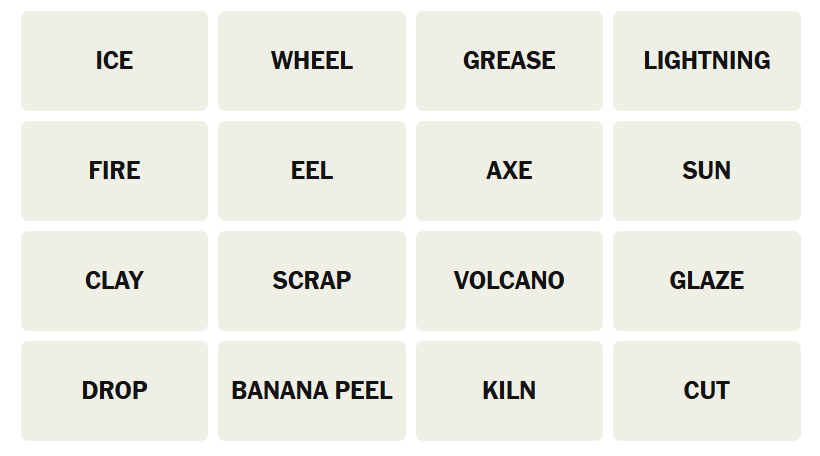 ICE
WHEEL
GREASE
LIGHTNING
FIRE
EEL
AXE
SUN
CLAY
SCRAP
VOLCANO
GLAZE
DROP
BANANA PEEL
KILN
CUT